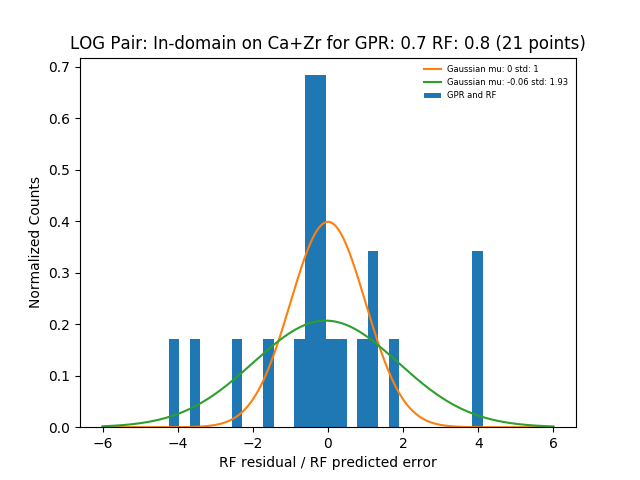 LOG Pair: In-domain on Ca+Zr for GPR: 0.7 RF: 0.8 (21 points)
Gaussian mu: 0 std: 1
Gaussian mu: -0.06 std: 1.93
GPR and RF
Normalized Counts
0.7
0.6
0.5
0.4
0.3
0.2
0.1
0.0
−6 −4 −2 0 2 4 6
RF residual / RF predicted error